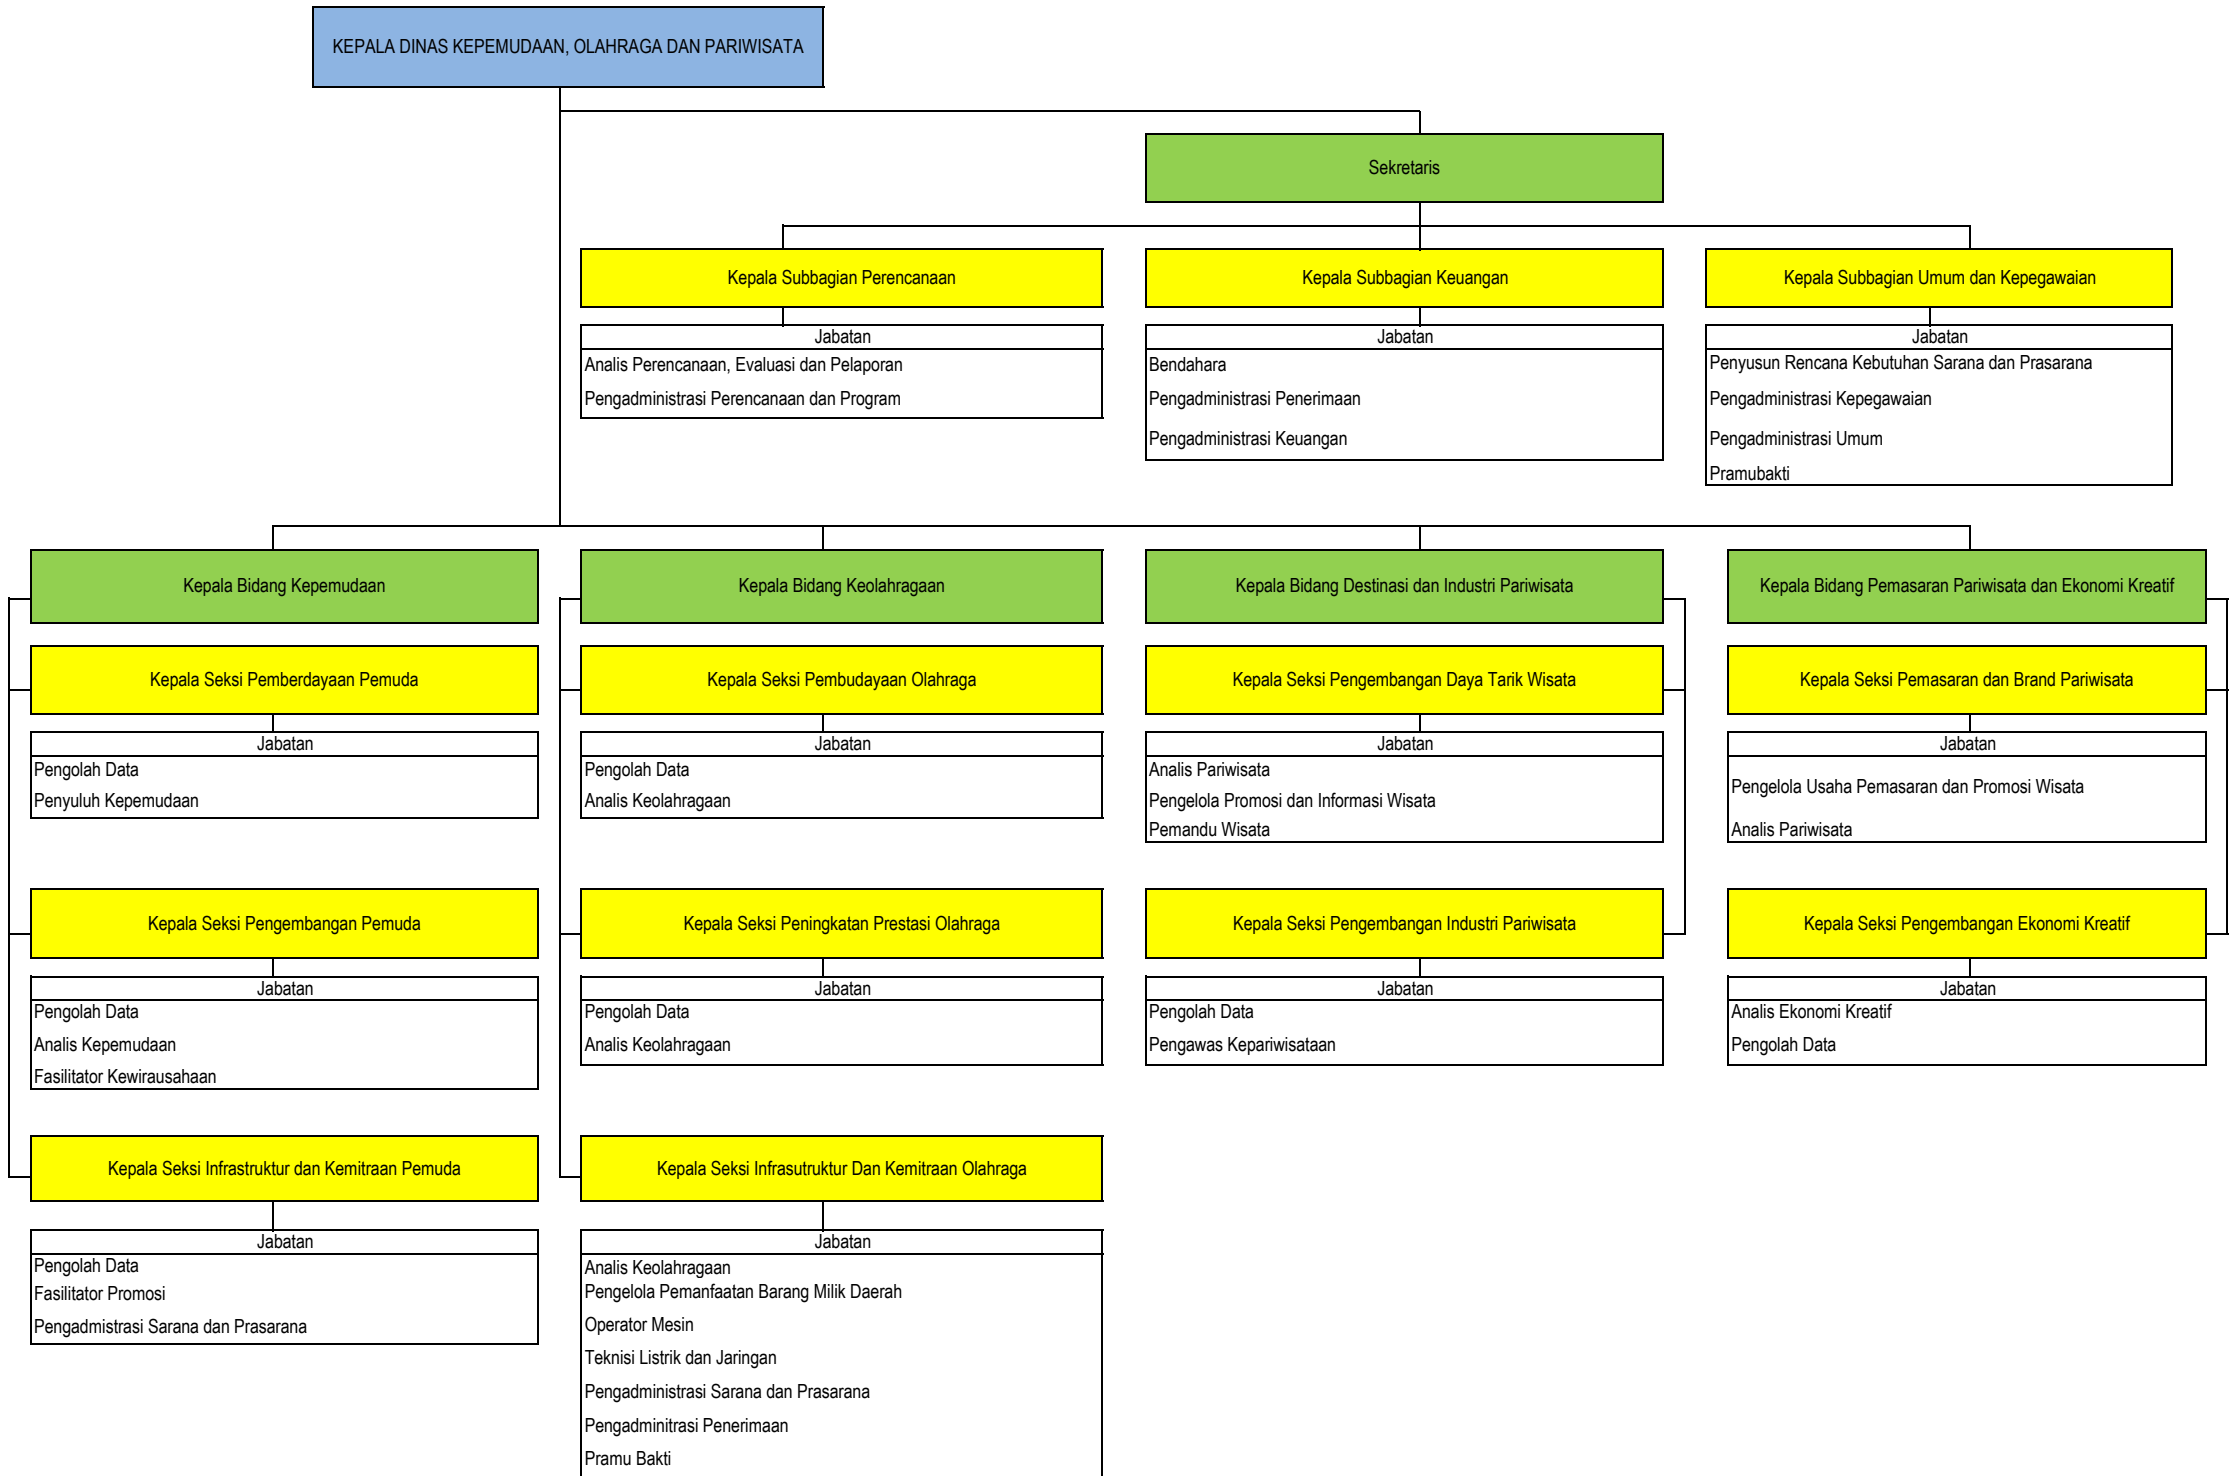 KEPALA DINAS KEPEMUDAAN, OLAHRAGA DAN PARIWISATA
Sekretaris
Kepala Subbagian Perencanaan
Jabatan
Analis Perencanaan, Evaluasi dan Pelaporan
Pengadministrasi Perencanaan dan Program
Kepala Subbagian Keuangan
Jabatan
Bendahara
Pengadministrasi Penerimaan
Pengadministrasi Keuangan
Kepala Subbagian Umum dan Kepegawaian
Jabatan
Penyusun Rencana Kebutuhan Sarana dan Prasarana
Pengadministrasi Kepegawaian
Pengadministrasi Umum
Pramubakti
Kepala Bidang Kepemudaan
Kepala Seksi Pemberdayaan Pemuda
Jabatan
Pengolah Data
Penyuluh Kepemudaan
Kepala Seksi Pengembangan Pemuda
Jabatan
Pengolah Data
Analis Kepemudaan
Fasilitator Kewirausahaan
Kepala Seksi Infrastruktur dan Kemitraan Pemuda
Jabatan
Pengolah Data
Fasilitator Promosi
Pengadmistrasi Sarana dan Prasarana
Kepala Bidang Keolahragaan
Kepala Seksi Pembudayaan Olahraga
Jabatan
Pengolah Data
Analis Keolahragaan
Kepala Seksi Peningkatan Prestasi Olahraga
Jabatan
Pengolah Data
Analis Keolahragaan
Kepala Seksi Infrasutruktur Dan Kemitraan Olahraga
Jabatan
Analis Keolahragaan
Pengelola Pemanfaatan Barang Milik Daerah
Operator Mesin
Teknisi Listrik dan Jaringan
Pengadministrasi Sarana dan Prasarana
Pengadminitrasi Penerimaan
Pramu Bakti
Kepala Bidang Destinasi dan Industri Pariwisata
Kepala Seksi Pengembangan Daya Tarik Wisata
Jabatan
Analis Pariwisata
Pengelola Promosi dan Informasi Wisata
Pemandu Wisata
Kepala Seksi Pengembangan Industri Pariwisata
Jabatan
Pengolah Data
Pengawas Kepariwisataan
Kepala Bidang Pemasaran Pariwisata dan Ekonomi Kreatif
Kepala Seksi Pemasaran dan Brand Pariwisata
Jabatan
Pengelola Usaha Pemasaran dan Promosi Wisata
Analis Pariwisata
Kepala Seksi Pengembangan Ekonomi Kreatif
Jabatan
Analis Ekonomi Kreatif
Pengolah Data